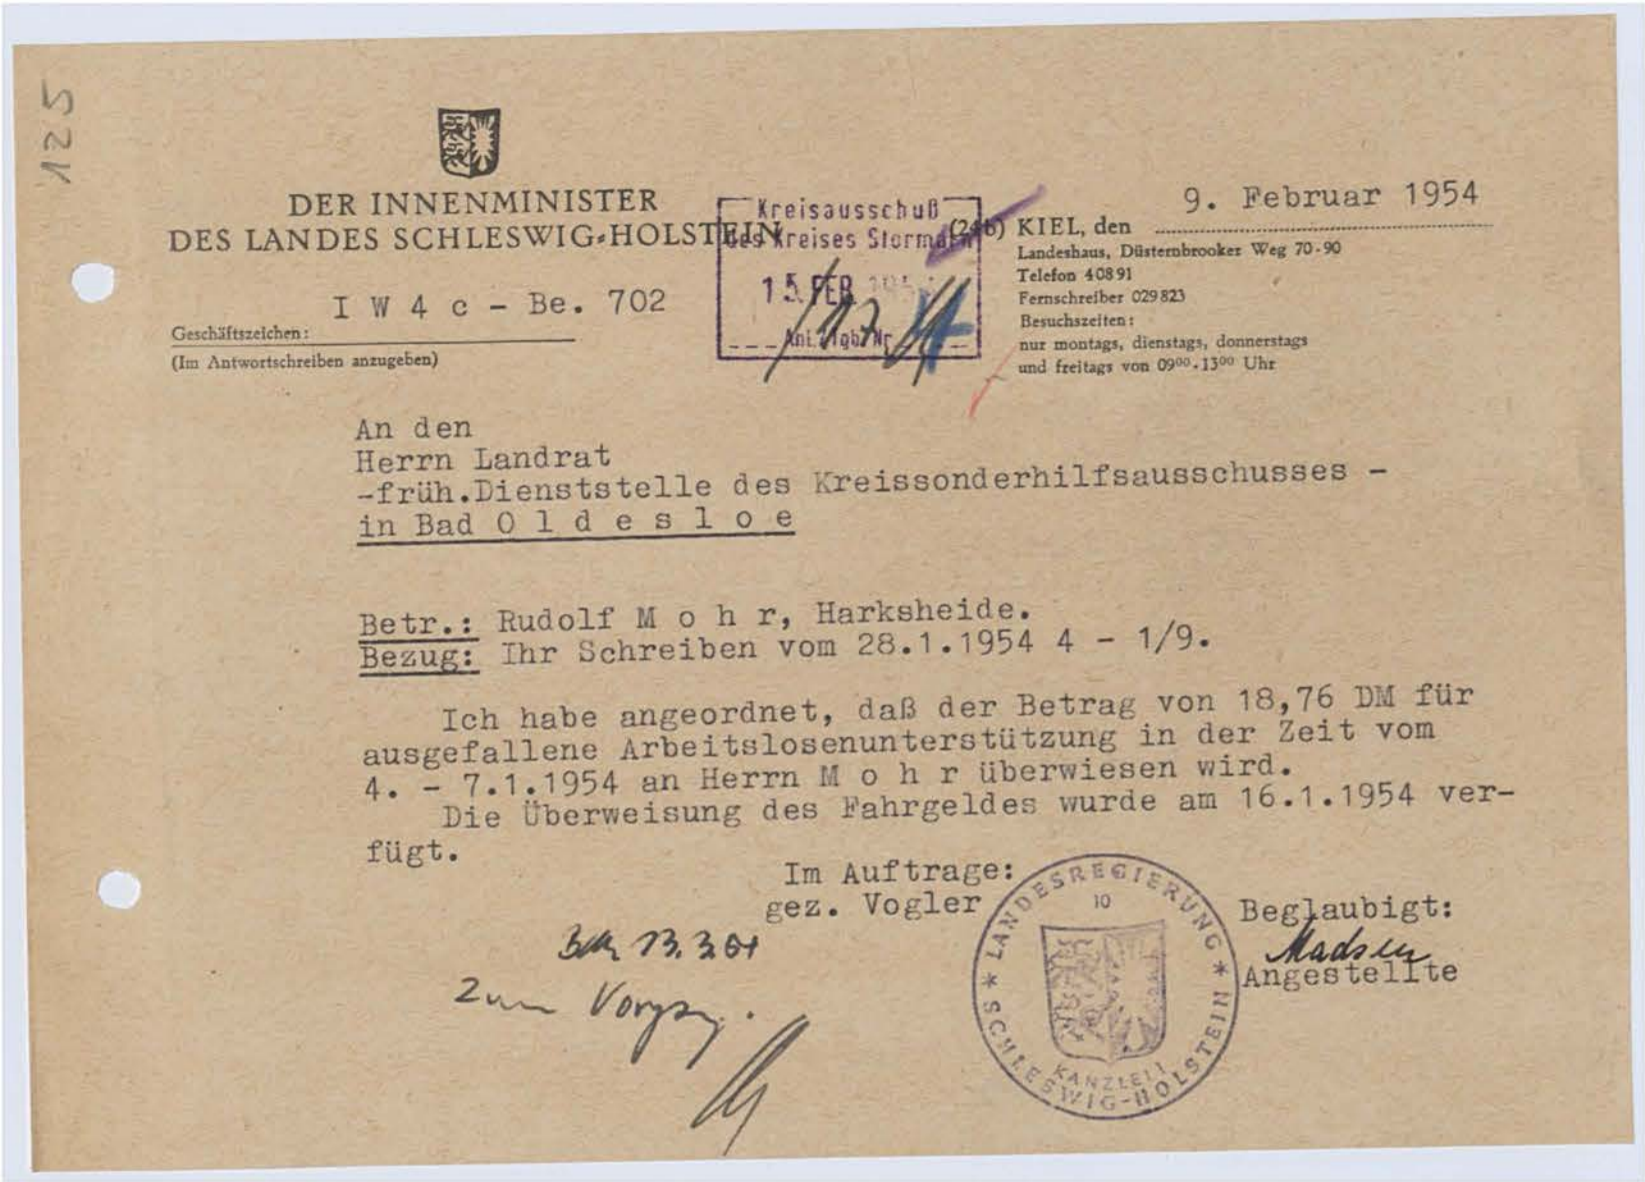 125
DER INNENMINISTER
DES LANDES SCHLESWIG-HOLSTEIN
Kreisausschuß
des Kreises Stormarn
15. FEB. 1954
Anl. Tgb. Nr.
9. Februar 1954
(24b) KIEL, den
Landeshaus, Düsternbrooker Weg 70-90
Telefon 40891
Fernschreiber 029823
Besuchszeiten:
nur montags, dienstags, donnerstags
und freitags von 09⁰⁰-13⁰⁰ Uhr
I W 4 c - Be. 702
Geschäftszeichen:
(Im Antwortschreiben anzugeben)
An den
Herrn Landrat
-früh.Dienststelle des Kreissonderhilfsausschusses -
in Bad O l d e s l o e
Betr.: Rudolf M o h r, Harksheide.
Bezug: Ihr Schreiben vom 28.1.1954 4 - 1/9.
Ich habe angeordnet, daß der Betrag von 18,76 DM für
ausgefallene Arbeitslosenunterstützung in der Zeit vom
4. - 7.1.1954 an Herrn M o h r überwiesen wird.
Die Überweisung des Fahrgeldes wurde am 16.1.1954 ver-
fügt.
Im Auftrage:
gez. Vogler
LANDESREGIERUNG
10
* SCHLESWIG-HOLSTEIN *
KANZLEI
Beglaubigt:
Madsen
Angestellte
Zum Vorgang.